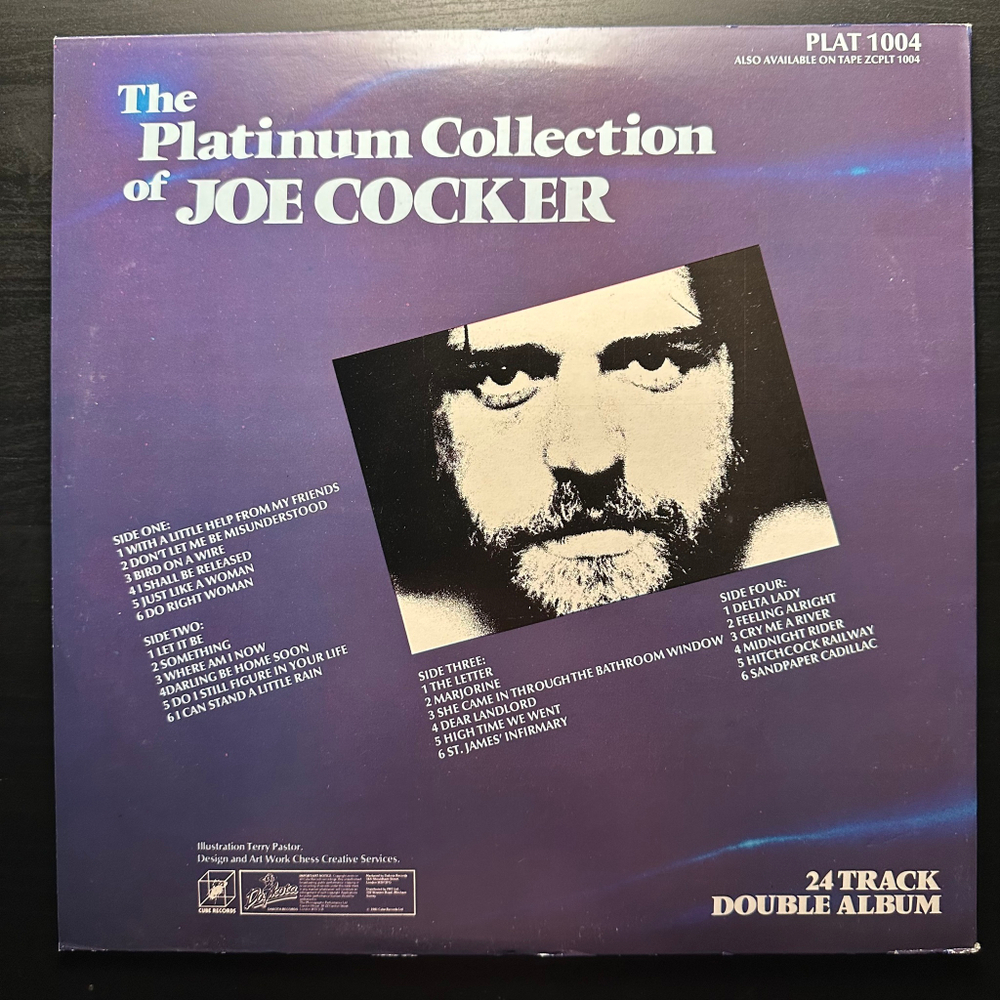 PLAT 1004
ALSO AVAILABLE ON TAPE ZCPLT 1004
The
Platinum Collection
of JOE COCKER
SIDE ONE:
1 WITH A LITTLE HELP FROM MY FRIENDS
2 DON'T LET ME BE MISUNDERSTOOD
3 BIRD ON A WIRE
4 I SHALL BE RELEASED
5 JUST LIKE A WOMAN
6 DO RIGHT WOMAN
SIDE TWO:
1 LET IT BE
2 SOMETHING
3 WHERE AM I NOW
4 DARLING BE HOME SOON
5 DO I STILL FIGURE IN YOUR LIFE
6 I CAN STAND A LITTLE RAIN
SIDE THREE:
1 THE LETTER
2 MARJORINE
3 SHE CAME IN THROUGH THE BATHROOM WINDOW
4 DEAR LANDLORD
5 HIGH TIME WE WENT
6 ST. JAMES' INFIRMARY
SIDE FOUR:
1 DELTA LADY
2 FEELING ALRIGHT
3 CRY ME A RIVER
4 MIDNIGHT RIDER
5 HITCHCOCK RAILWAY
6 SANDPAPER CADILLAC
Illustration Terry Pastor.
Design and Art Work Chess Creative Services.
CUBE RECORDS
Dakota
DAKOTA RECORDS
IMPORTANT NOTICE
24 TRACK
DOUBLE ALBUM